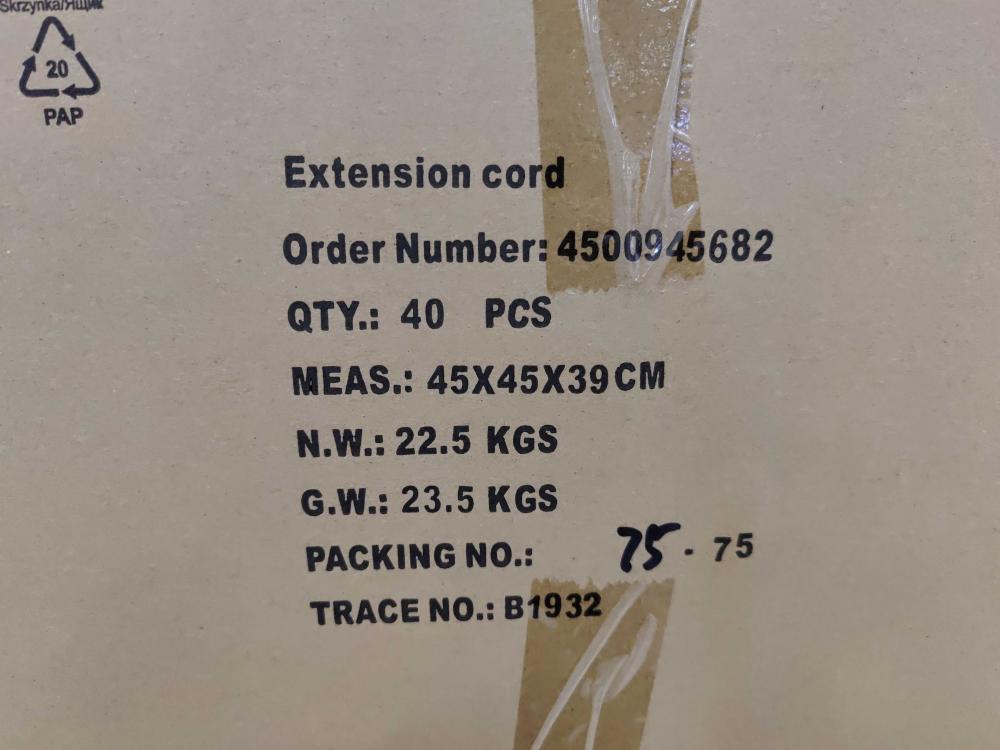 Skrzynka/Ящик
20
PAP
Extension cord
Order Number: 4500945682
QTY.: 40 PCS
MEAS.: 45X45X39CM
N.W.: 22.5 KGS
G.W.: 23.5 KGS
PACKING NO.: 75 - 75
TRACE NO.: B1932